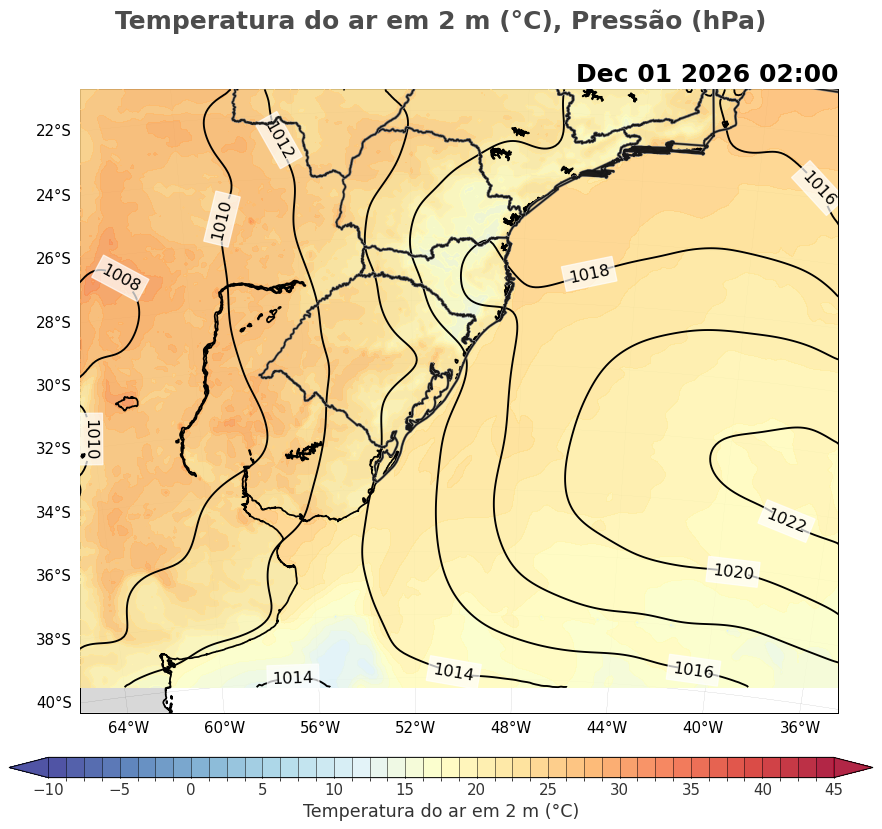 Temperatura do ar em 2 m (°C), Pressão (hPa)
Dec 01 2026 02:00
22°S
24°S
26°S
28°S
30°S
32°S
34°S
36°S
38°S
40°S
1012
1010
1008
1010
1016
1018
1022
1020
1014
1014
1016
64°W 60°W 56°W 52°W 48°W 44°W 40°W 36°W
−10 −5 0 5 10 15 20 25 30 35 40 45
Temperatura do ar em 2 m (°C)